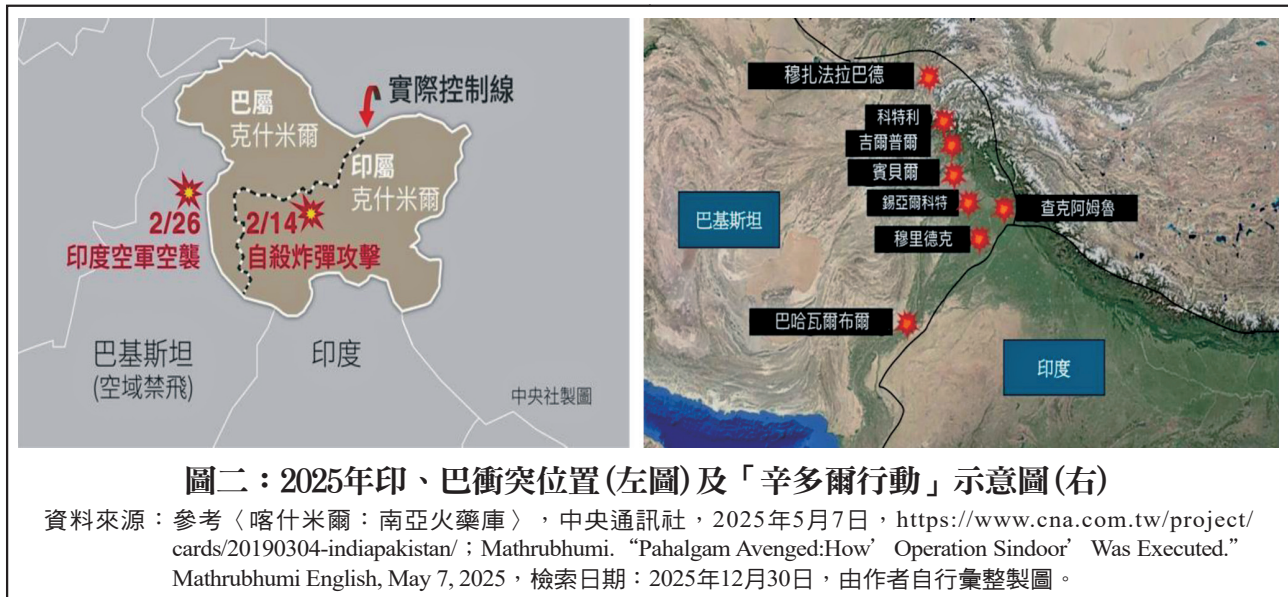 巴屬
克什米爾
實際控制線
印屬
克什米爾
2/26
印度空軍空襲
2/14
自殺炸彈攻擊
巴基斯坦
(空域禁飛)
印度
中央社製圖
穆扎法拉巴德
科特利
吉爾普爾
賓貝爾
錫亞爾科特
查克阿姆魯
穆里德克
巴基斯坦
巴哈瓦爾布爾
印度
圖二：2025年印、巴衝突位置(左圖)及「辛多爾行動」示意圖(右)
資料來源：參考〈喀什米爾：南亞火藥庫〉，中央通訊社，2025年5月7日，https://www.cna.com.tw/project/
cards/20190304-indiapakistan/；Mathrubhumi. “Pahalgam Avenged:How’ Operation Sindoor’ Was Executed.”
Mathrubhumi English, May 7, 2025，檢索日期：2025年12月30日，由作者自行彙整製圖。